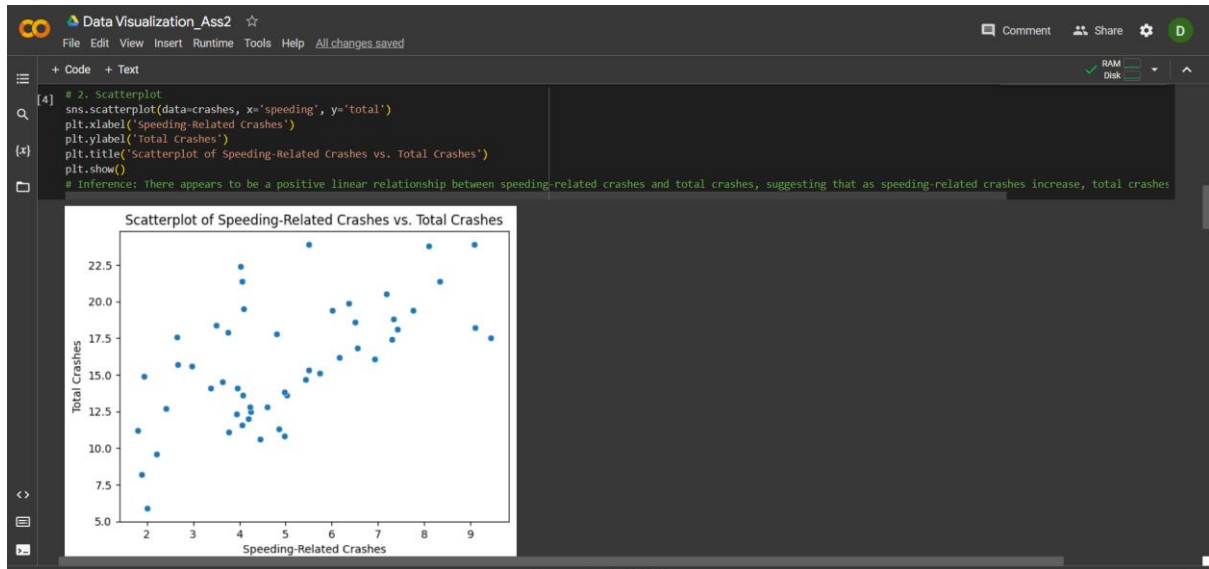 Data Visualization_Ass2
File Edit View Insert Runtime Tools Help All changes saved
Comment Share D
+ Code + Text
RAM
Disk
[4]
# 2. Scatterplot
sns.scatterplot(data=crashes, x='speeding', y='total')
plt.xlabel('Speeding-Related Crashes')
plt.ylabel('Total Crashes')
plt.title('Scatterplot of Speeding-Related Crashes vs. Total Crashes')
plt.show()
# Inference: There appears to be a positive linear relationship between speeding-related crashes and total crashes, suggesting that as speeding-related crashes increase, total crashes
{x}
Scatterplot of Speeding-Related Crashes vs. Total Crashes
Total Crashes
22.5
20.0
17.5
15.0
12.5
10.0
7.5
5.0
2 3 4 5 6 7 8 9
Speeding-Related Crashes